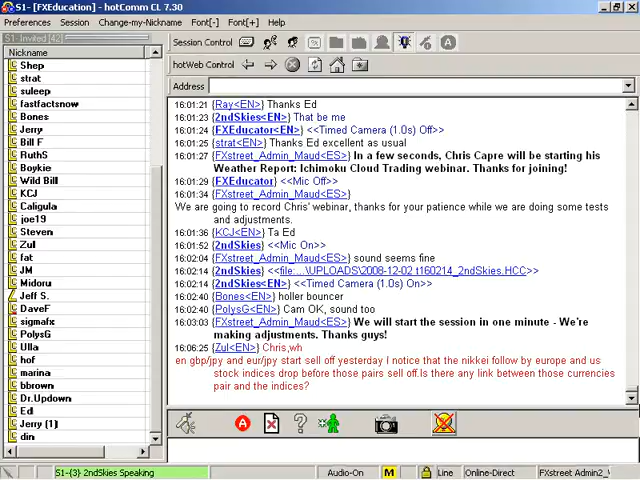 S1- [FXEducation] - hotComm CL 7.30
Preferences Session Change-my-Nickname Font[-] Font[+] Help
S1- Invited [42]
Session Control
Nickname
Shep
strat
suleep
fastfactsnow
Bones
Jerry
Bill F
RuthS
Boykie
Wild Bill
KCJ
Caligula
joe19
Steven
Zul
fat
JM
Midoru
Jeff S.
DaveF
sigmafx
PolysG
Ulla
hof
marina
bbrown
Dr.Updown
Ed
Jerry (1)
din
hotWeb Control
Address
16:01:21 {Ray<EN>} Thanks Ed
16:01:23 {2ndSkies<EN>} That be me
16:01:24 {FXEducator<EN>} <<Timed Camera (1.0s) Off>>
16:01:25 {strat<EN>} Thanks Ed excellent as usual
16:01:27 {FXstreet_Admin_Maud<ES>} In a few seconds, Chris Capre will be starting his
Weather Report: Ichimoku Cloud Trading webinar. Thanks for joining!
16:01:29 {FXEducator} <<Mic Off>>
16:01:34 {FXstreet_Admin_Maud<ES>}
We are going to record Chris' webinar, thanks for your patience while we are doing some tests
and adjustments.
16:01:36 {KCJ<EN>} Ta Ed
16:01:52 {2ndSkies} <<Mic On>>
16:02:04 {FXstreet_Admin_Maud<ES>} sound seems fine
16:02:14 {2ndSkies} <<file:...\UPLOADS\2008-12-02 t160214_2ndSkies.HCC>>
16:02:14 {2ndSkies<EN>} <<Timed Camera (1.0s) On>>
16:02:40 {Bones<EN>} holler bouncer
16:02:40 {PolysG<EN>} Cam OK, sound too
16:03:03 {FXstreet_Admin_Maud<ES>} We will start the session in one minute - We're
making adjustments. Thanks guys!
16:06:25 {Zul<EN>} Chris,wh
en gbp/jpy and eur/jpy start sell off yesterday I notice that the nikkei follow by europe and us
stock indices drop before those pairs sell off.Is there any link between those currencies
pair and the indices?
S1-{3} 2ndSkies Speaking
Audio-On
M
Line
Online-Direct